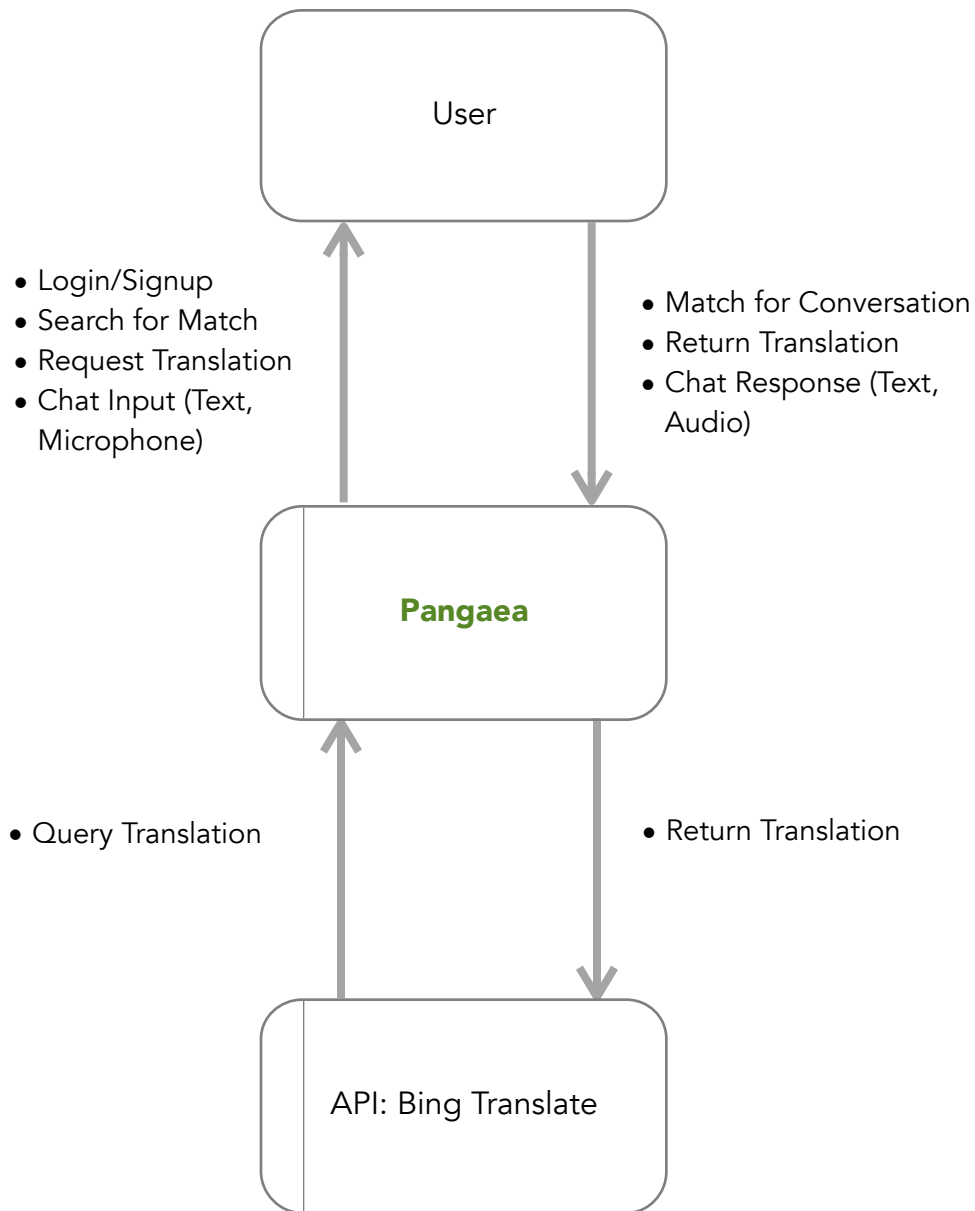 User
• Login/Signup
• Search for Match
• Request Translation
• Chat Input (Text,
Microphone)
• Match for Conversation
• Return Translation
• Chat Response (Text,
Audio)
Pangaea
• Query Translation
• Return Translation
API: Bing Translate